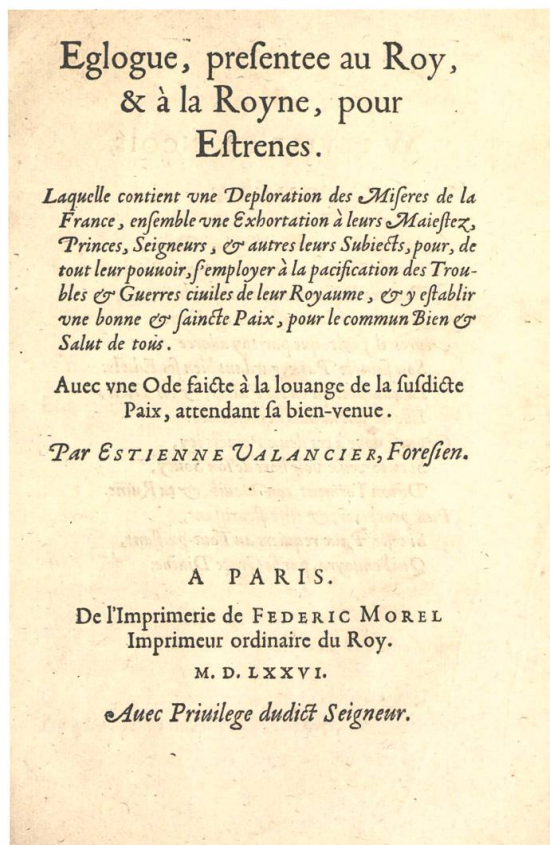 Eglogue, preſentee au Roy,
& à la Royne, pour
Eſtrenes.
Laquelle contient vne Deploration des Miſeres de la
France, enſemble vne Exhortation à leurs Maieſtez,
Princes, Seigneurs, & autres leurs Subiects, pour, de
tout leur pouuoir, ſ'employer à la pacification des Trou-
bles & Guerres ciuiles de leur Royaume, & y eſtablir
vne bonne & ſaincte Paix, pour le commun Bien &
Salut de tous.
Auec vne Ode faicte à la louange de la ſuſdicte
Paix, attendant ſa bien-venue.
Par ESTIENNE VALANCIER, Foreſien.
A PARIS.
De l'Imprimerie de FEDERIC MOREL
Imprimeur ordinaire du Roy.
M. D. LXXVI.
Auec Priuilege dudict Seigneur.